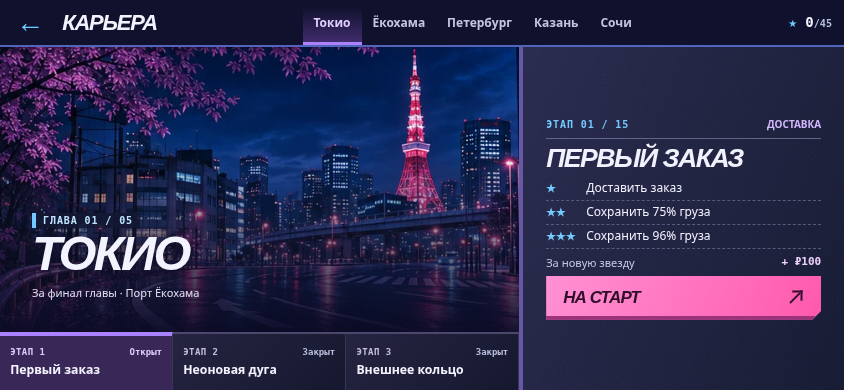 ← КАРЬЕРА
Токио Ёкохама Петербург Казань Сочи
★ 0/45
ГЛАВА 01 / 05
ТОКИО
За финал главы · Порт Ёкохама
ЭТАП 1 Открыт
Первый заказ
ЭТАП 2 Закрыт
Неоновая дуга
ЭТАП 3 Закрыт
Внешнее кольцо
ЭТАП 01 / 15 ДОСТАВКА
ПЕРВЫЙ ЗАКАЗ
★ Доставить заказ
★★ Сохранить 75% груза
★★★ Сохранить 96% груза
За новую звезду + ₽100
НА СТАРТ ↗